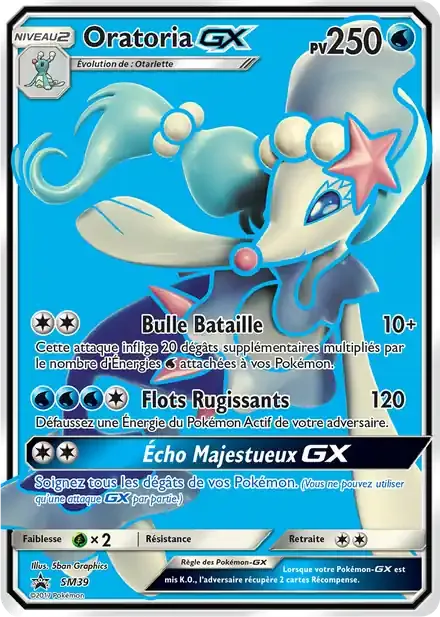 NIVEAU2 Oratoria GX PV250
Évolution de : Otarlette
Bulle Bataille 10+
Cette attaque inflige 20 dégâts supplémentaires multipliés par
le nombre d'Énergies attachées à vos Pokémon.
Flots Rugissants 120
Défaussez une Énergie du Pokémon Actif de votre adversaire.
Écho Majestueux GX
Soignez tous les dégâts de vos Pokémon. (Vous ne pouvez utiliser
qu'une attaque GX par partie.)
Faiblesse ×2 Résistance Retraite
Illus. 5ban Graphics
Règle des Pokémon-GX
Lorsque votre Pokémon-GX est
mis K.O., l'adversaire récupère 2 cartes Récompense.
SM39
©2017 Pokémon